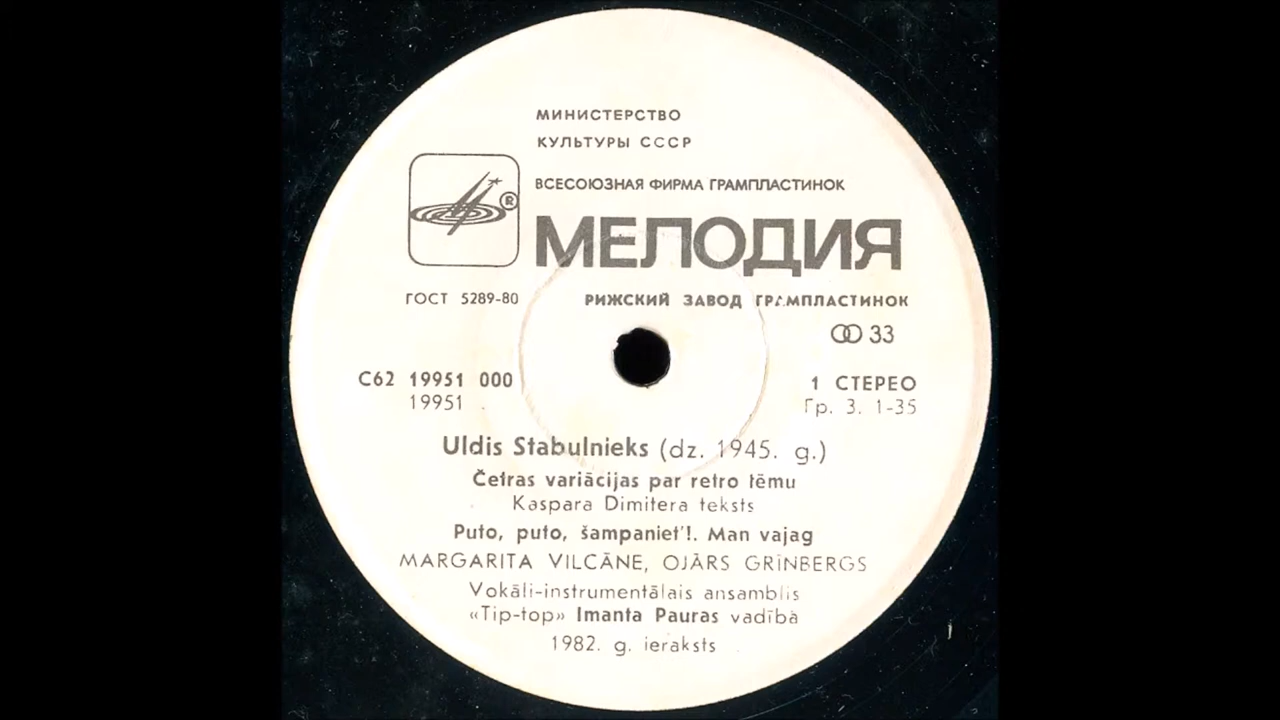 МИНИСТЕРСТВО
КУЛЬТУРЫ СССР
ВСЕСОЮЗНАЯ ФИРМА ГРАМПЛАСТИНОК
®
МЕЛОДИЯ
ГОСТ 5289-80 РИЖСКИЙ ЗАВОД ГРАМПЛАСТИНОК
33
С62 19951 000 1 СТЕРЕО
19951 Гр. 3. 1-35
Uldis Stabulnieks (dz. 1945. g.)
Četras variācijas par retro tēmu
Kaspara Dimitera teksts
Puto, puto, šampaniet'!. Man vajag
MARGARITA VILCĀNE, OJĀRS GRĪNBERGS
Vokāli-instrumentālais ansamblis
«Tip-top» Imanta Pauras vadībā
1982. g. ieraksts